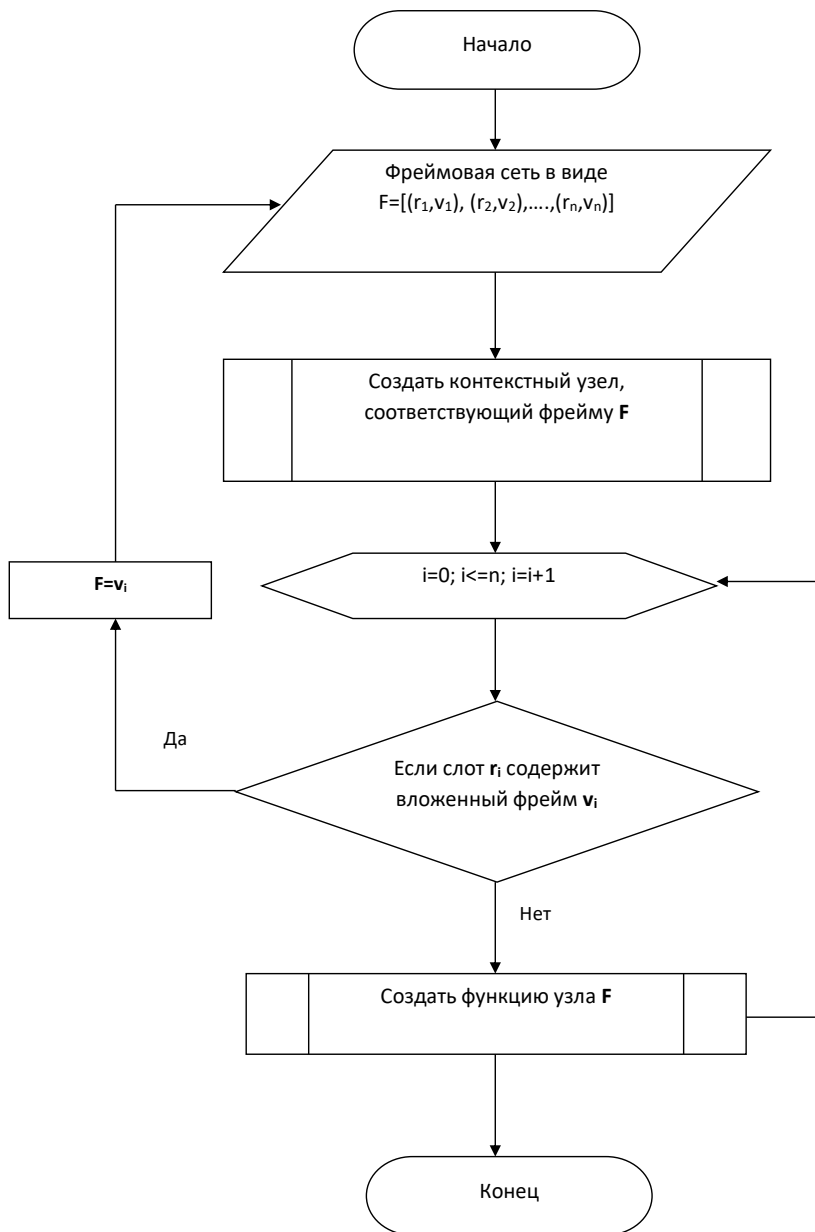 Начало
Фреймовая сеть в виде
F=[(r₁,v₁), (r₂,v₂),....,(rₙ,vₙ)]
Создать контекстный узел,
соответствующий фрейму F
F=vᵢ
i=0; i<=n; i=i+1
Да
Если слот rᵢ содержит
вложенный фрейм vᵢ
Нет
Создать функцию узла F
Конец